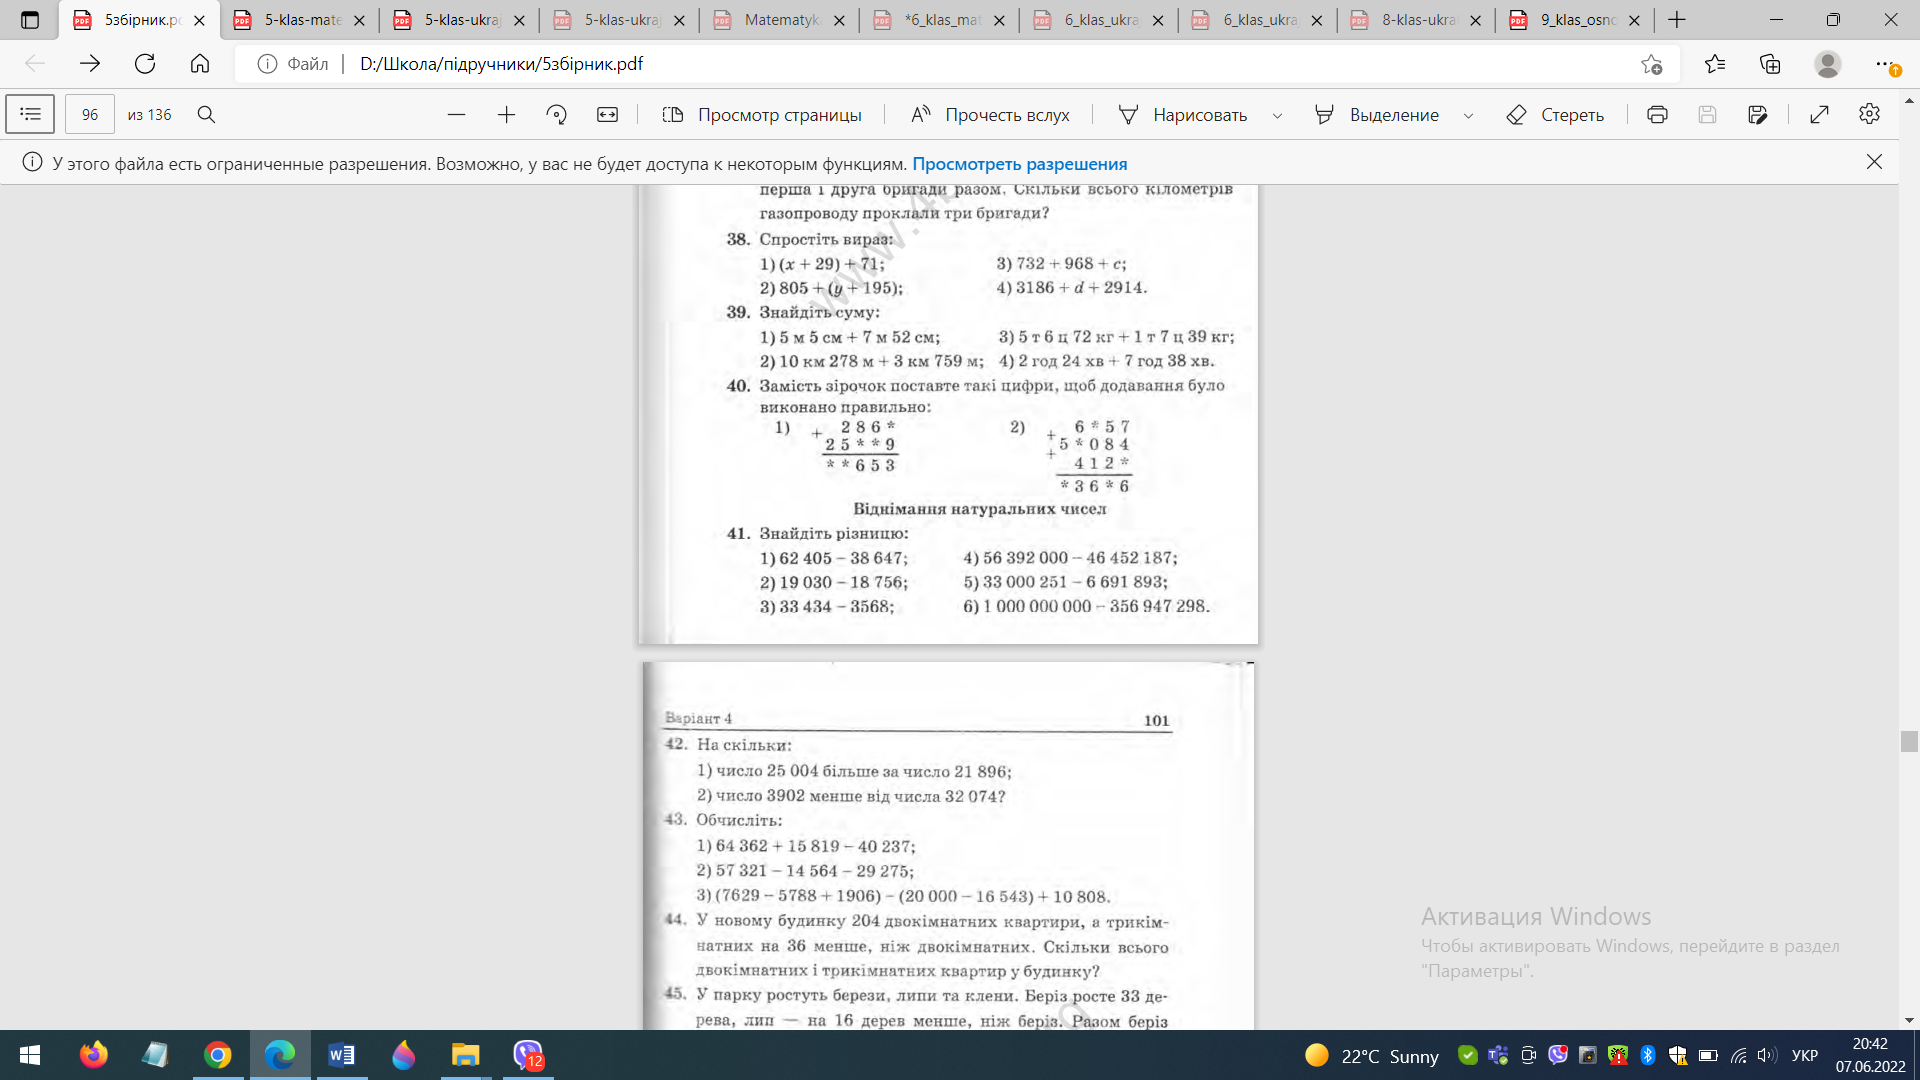 5збірник.pd
5-klas-mate
5-klas-ukraj
5-klas-ukraj
Matematyk
*6_klas_mat
6_klas_ukra
6_klas_ukra
8-klas-ukrai
9_klas_osno
Файл D:/Школа/підручники/5збірник.pdf
96 из 136
Просмотр страницы
Прочесть вслух
Нарисовать
Выделение
Стереть
У этого файла есть ограниченные разрешения. Возможно, у вас не будет доступа к некоторым функциям. Просмотреть разрешения
перша і друга бригади разом. Скільки всього кілометрів
газопроводу проклали три бригади?
38. Спростіть вираз:
1) (x + 29) + 71; 3) 732 + 968 + c;
2) 805 + (y + 195); 4) 3186 + d + 2914.
39. Знайдіть суму:
1) 5 м 5 см + 7 м 52 см; 3) 5 т 6 ц 72 кг + 1 т 7 ц 39 кг;
2) 10 км 278 м + 3 км 759 м; 4) 2 год 24 хв + 7 год 38 хв.
40. Замість зірочок поставте такі цифри, щоб додавання було
виконано правильно:
1) + 2 8 6 * 2) + 6 * 5 7
2 5 * * 9 + 5 * 0 8 4
* * 6 5 3 4 1 2 *
* 3 6 * 6
Віднімання натуральних чисел
41. Знайдіть різницю:
1) 62 405 – 38 647; 4) 56 392 000 – 46 452 187;
2) 19 030 – 18 756; 5) 33 000 251 – 6 691 893;
3) 33 434 – 3568; 6) 1 000 000 000 – 356 947 298.
www.4
Варіант 4 101
42. На скільки:
1) число 25 004 більше за число 21 896;
2) число 3902 менше від числа 32 074?
43. Обчисліть:
1) 64 362 + 15 819 – 40 237;
2) 57 321 – 14 564 – 29 275;
3) (7629 – 5788 + 1906) – (20 000 – 16 543) + 10 808.
44. У новому будинку 204 двокімнатних квартири, а трикім-
натних на 36 менше, ніж двокімнатних. Скільки всього
двокімнатних і трикімнатних квартир у будинку?
45. У парку ростуть берези, липи та клени. Беріз росте 33 де-
рева, лип — на 16 дерев менше, ніж беріз. Разом беріз
Активация Windows
Чтобы активировать Windows, перейдите в раздел
"Параметры".
12
22°C Sunny
УКР
20:42
07.06.2022